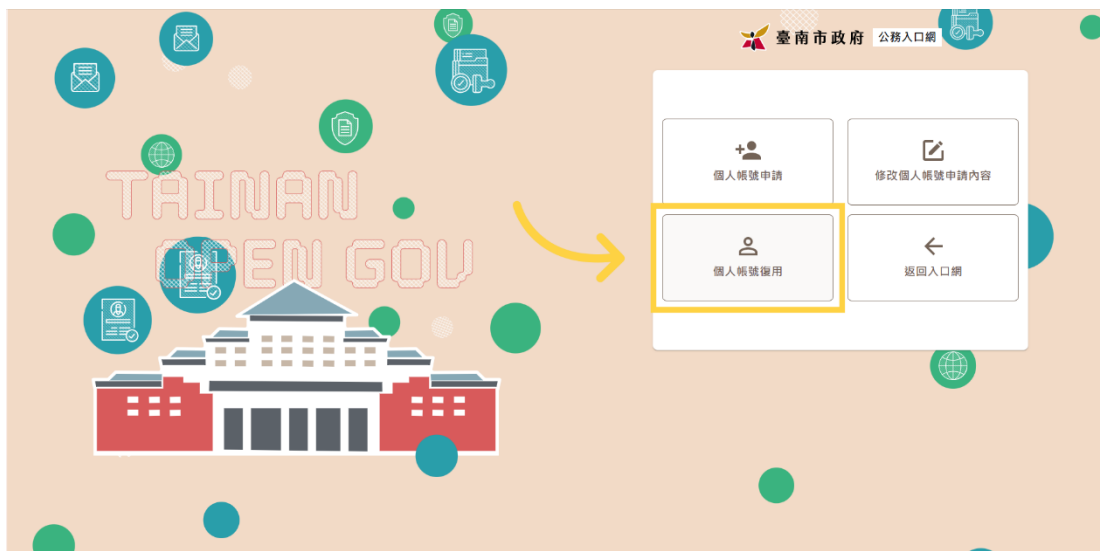 臺南市政府 公務入口網
TAINAN
OPEN GOV
個人帳號申請
修改個人帳號申請內容
個人帳號復用
返回入口網